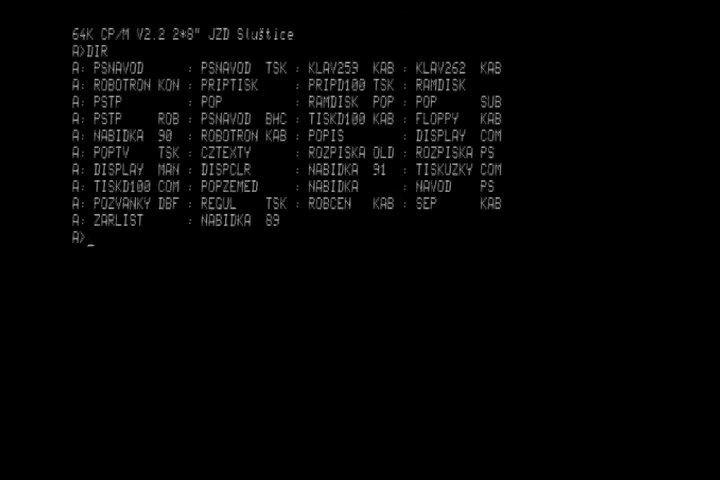 64K CP/M V2.2 2*8" JZD Slušţice
A>DIR
A: PSNAVOD      : PSNAVOD  TSK : KLAV259  KAB : KLAV262  KAB
A: ROBOTRON KON : PRIPTISK     : PRIPD100 TSK : RAMDISK
A: PSTP         : POP          : RAMDISK  POP : POP      SUB
A: PSTP     ROB : PSNAVOD  BHC : TISKD100 KAB : FLOPPY   KAB
A: NABIDKA  90  : ROBOTRON KAB : POPIS        : DISPLAY  COM
A: POPTV    TSK : CZTEXTY      : ROZPISKA OLD : ROZPISKA PS
A: DISPLAY  MAN : DISPCLR      : NABIDKA  91  : TISKUZKY COM
A: TISKD100 COM : POPZEMED     : NABIDKA      : NAVOD    PS
A: POZVANKY DBF : REGUL    TSK : ROBCEN   KAB : SEP      KAB
A: ZARLIST      : NABIDKA  89
A>_